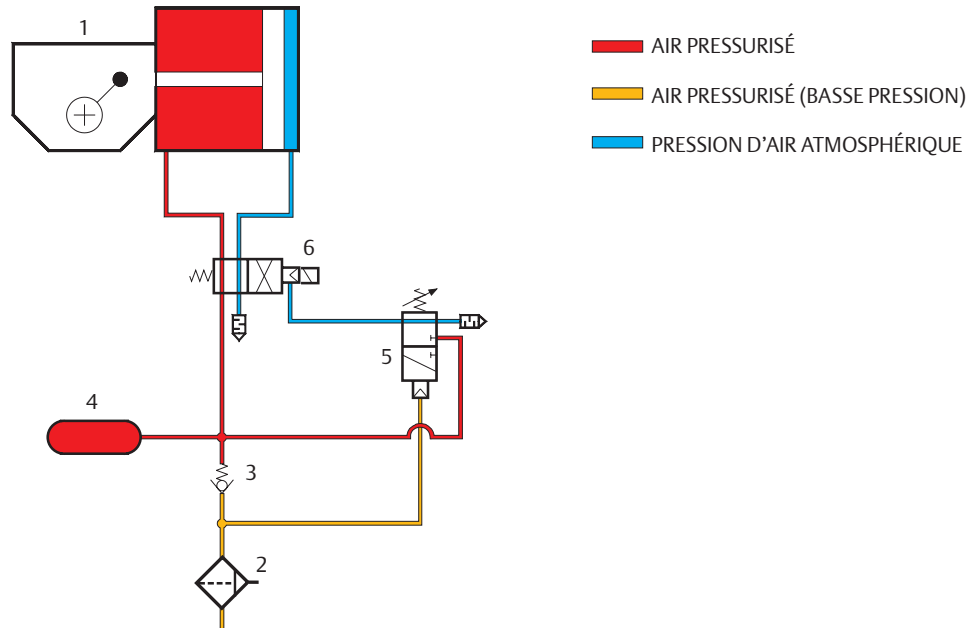 1
AIR PRESSURISÉ
AIR PRESSURISÉ (BASSE PRESSION)
PRESSION D'AIR ATMOSPHÉRIQUE
6
5
4
3
2